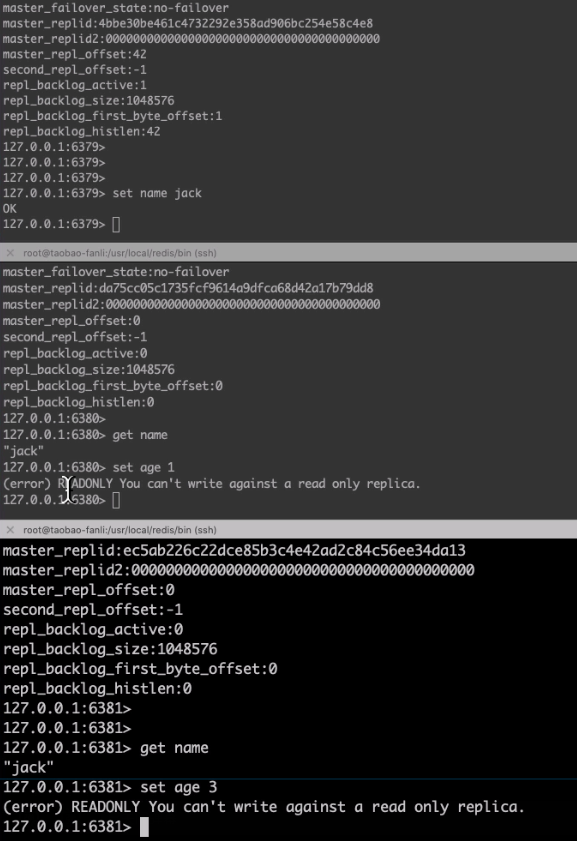 master_failover_state:no-failover
master_replid:4bbe30be461c4732292e358ad906bc254e58c4e8
master_replid2:0000000000000000000000000000000000000000
master_repl_offset:42
second_repl_offset:-1
repl_backlog_active:1
repl_backlog_size:1048576
repl_backlog_first_byte_offset:1
repl_backlog_histlen:42
127.0.0.1:6379>
127.0.0.1:6379>
127.0.0.1:6379>
127.0.0.1:6379> set name jack
OK
127.0.0.1:6379>
root@taobao-fanli:/usr/local/redis/bin (ssh)
master_failover_state:no-failover
master_replid:da75cc05c1735fcf9614a9dfca68d42a17b79dd8
master_replid2:0000000000000000000000000000000000000000
master_repl_offset:0
second_repl_offset:-1
repl_backlog_active:0
repl_backlog_size:1048576
repl_backlog_first_byte_offset:0
repl_backlog_histlen:0
127.0.0.1:6380>
127.0.0.1:6380> get name
"jack"
127.0.0.1:6380> set age 1
(error) READONLY You can't write against a read only replica.
127.0.0.1:6380>
root@taobao-fanli:/usr/local/redis/bin (ssh)
master_replid:ec5ab226c22dce85b3c4e42ad2c84c56ee34da13
master_replid2:0000000000000000000000000000000000000000
master_repl_offset:0
second_repl_offset:-1
repl_backlog_active:0
repl_backlog_size:1048576
repl_backlog_first_byte_offset:0
repl_backlog_histlen:0
127.0.0.1:6381>
127.0.0.1:6381>
127.0.0.1:6381> get name
"jack"
127.0.0.1:6381> set age 3
(error) READONLY You can't write against a read only replica.
127.0.0.1:6381>